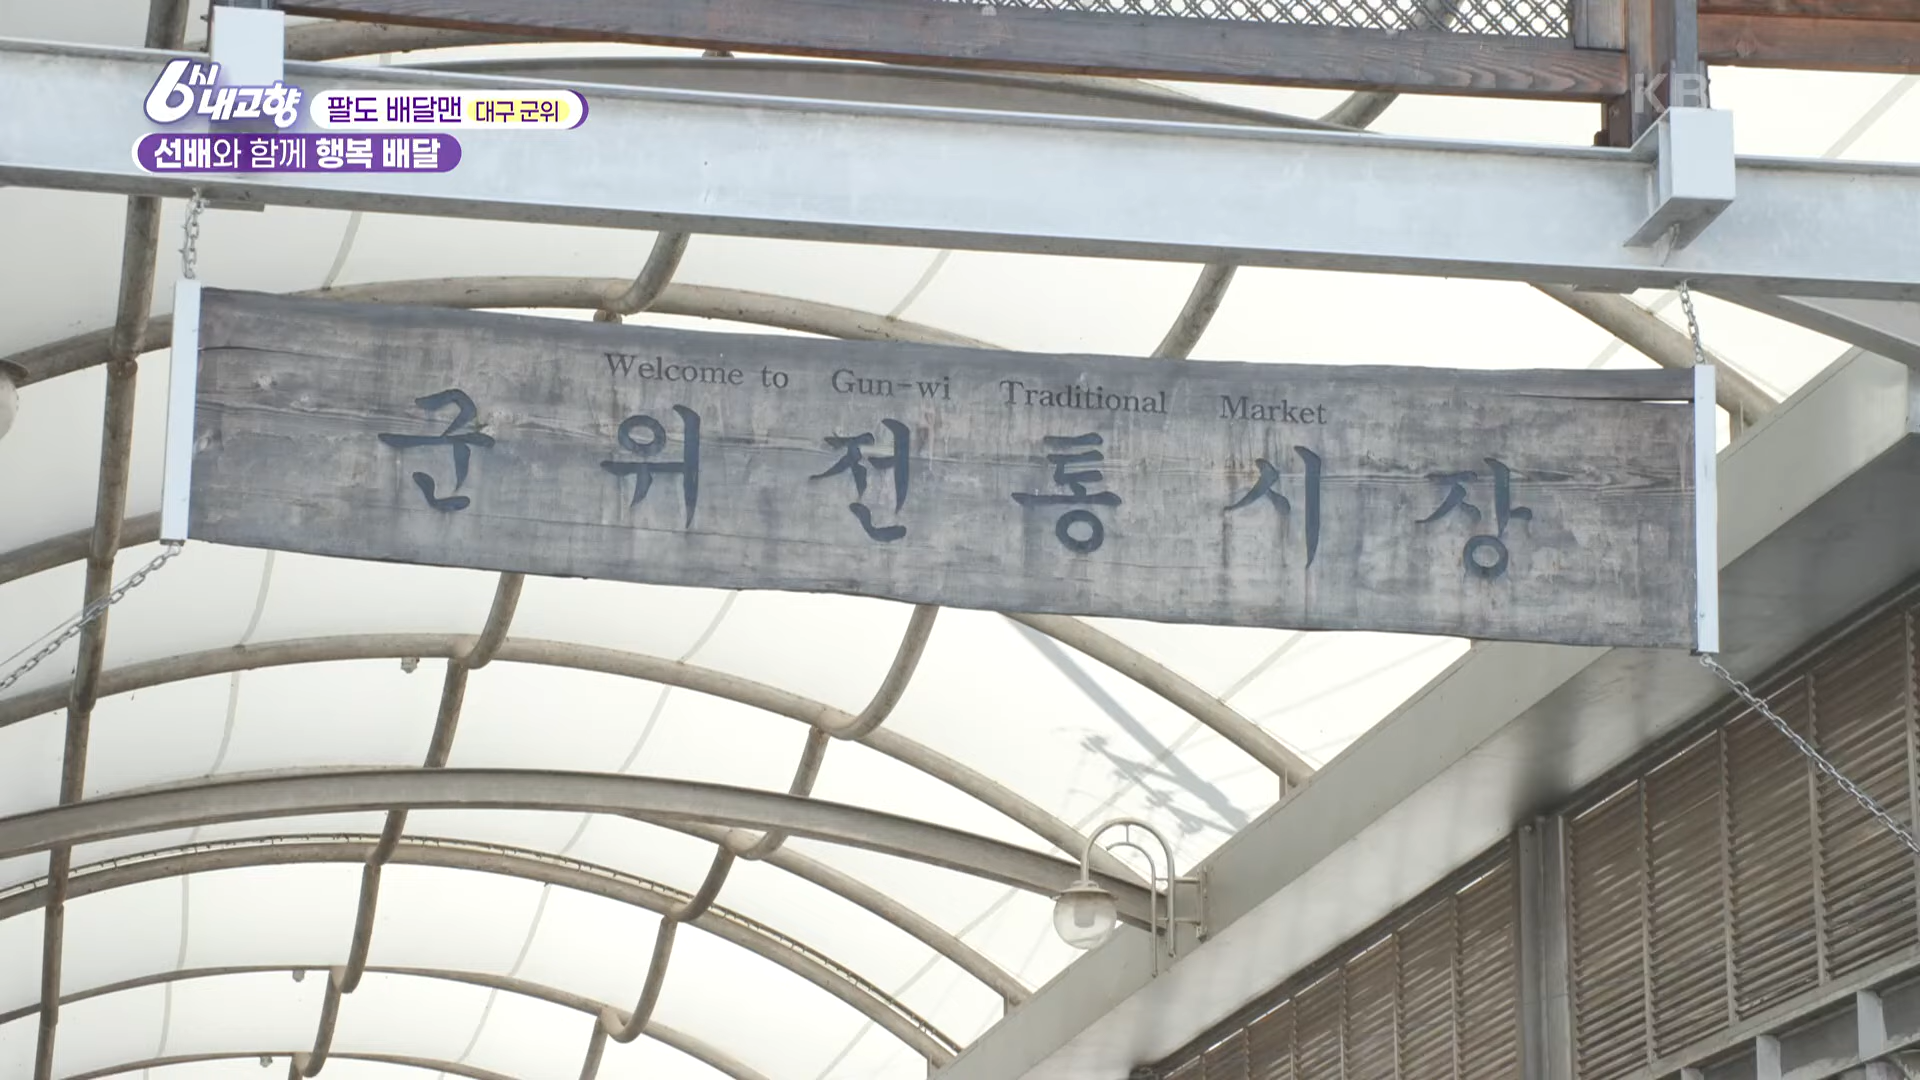 6시 내고향
팔도 배달맨 대구 군위
선배와 함께 행복 배달
KB
Welcome to Gun-wi Traditional Market
군위전통시장